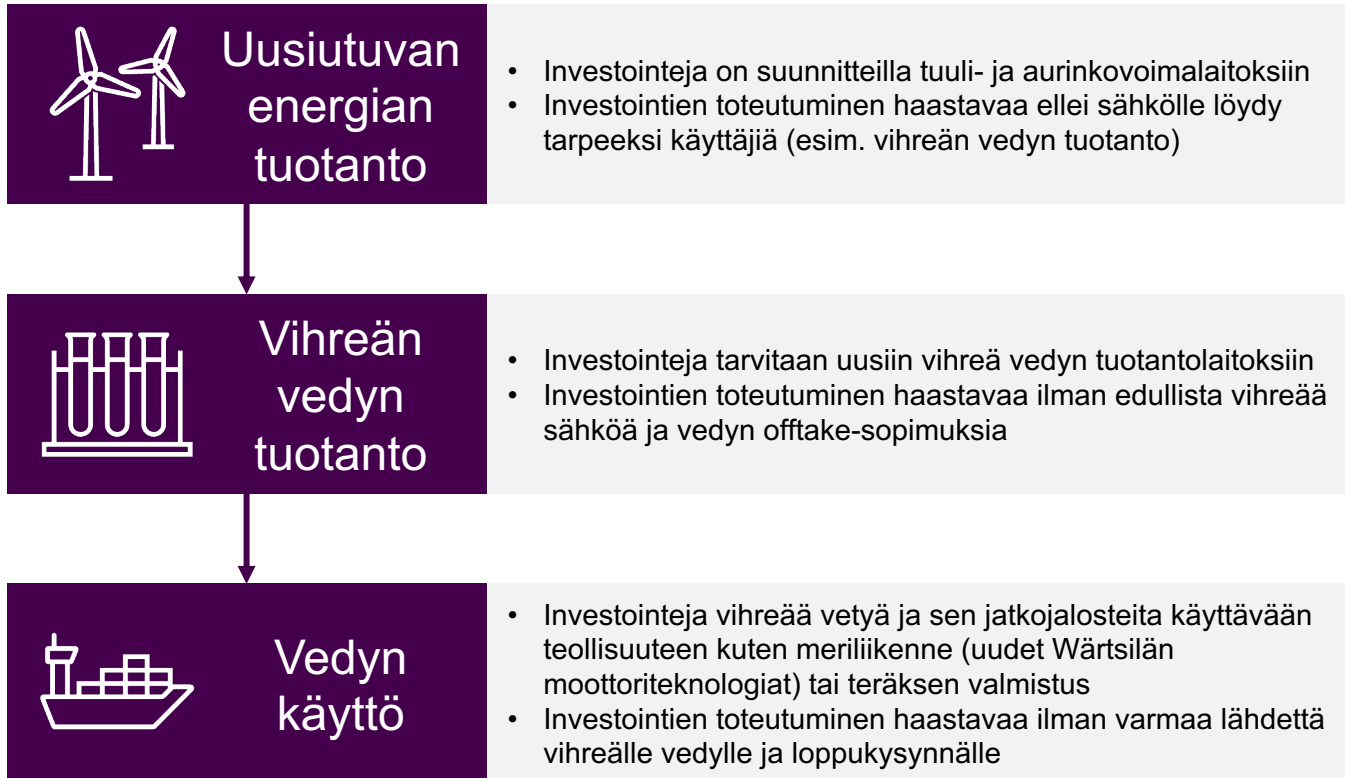 Uusiutuvan
energian
tuotanto
• Investointeja on suunnitteilla tuuli- ja aurinkovoimalaitoksiin
• Investointien toteutuminen haastavaa ellei sähkölle löydy
tarpeeksi käyttäjiä (esim. vihreän vedyn tuotanto)
Vihreän
vedyn
tuotanto
• Investointeja tarvitaan uusiin vihreä vedyn tuotantolaitoksiin
• Investointien toteutuminen haastavaa ilman edullista vihreää
sähköä ja vedyn offtake-sopimuksia
Vedyn
käyttö
• Investointeja vihreää vetyä ja sen jatkojalosteita käyttävään
teollisuuteen kuten meriliikenne (uudet Wärtsilän
moottoriteknologiat) tai teräksen valmistus
• Investointien toteutuminen haastavaa ilman varmaa lähdettä
vihreälle vedylle ja loppukysynnälle